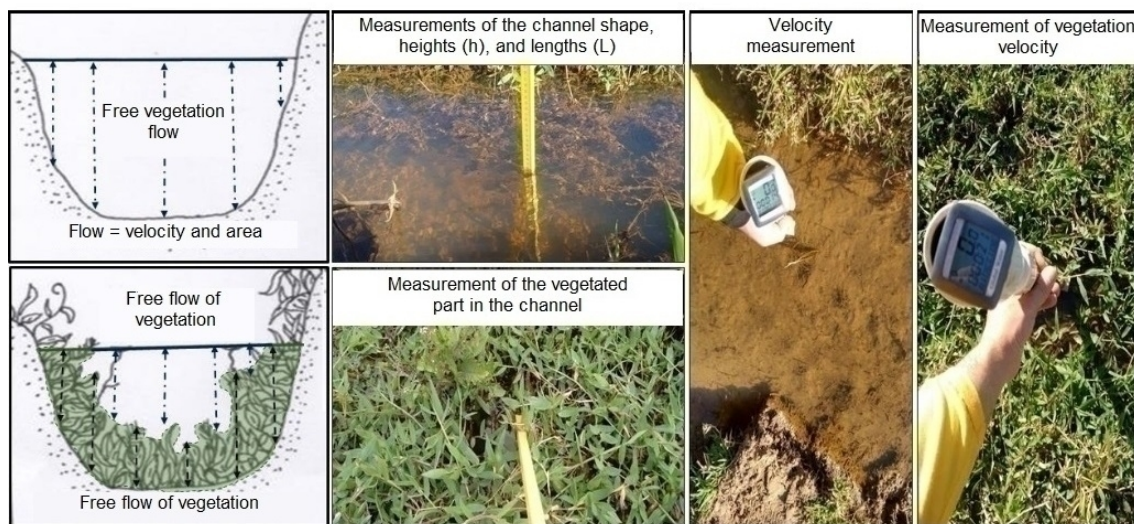 Free vegetation
flow
Flow = velocity and area
Measurements of the channel shape,
heights (h), and lengths (L)
Velocity
measurement
Measurement of vegetation
velocity
Free flow of
vegetation
Free flow of vegetation
Measurement of the vegetated
part in the channel